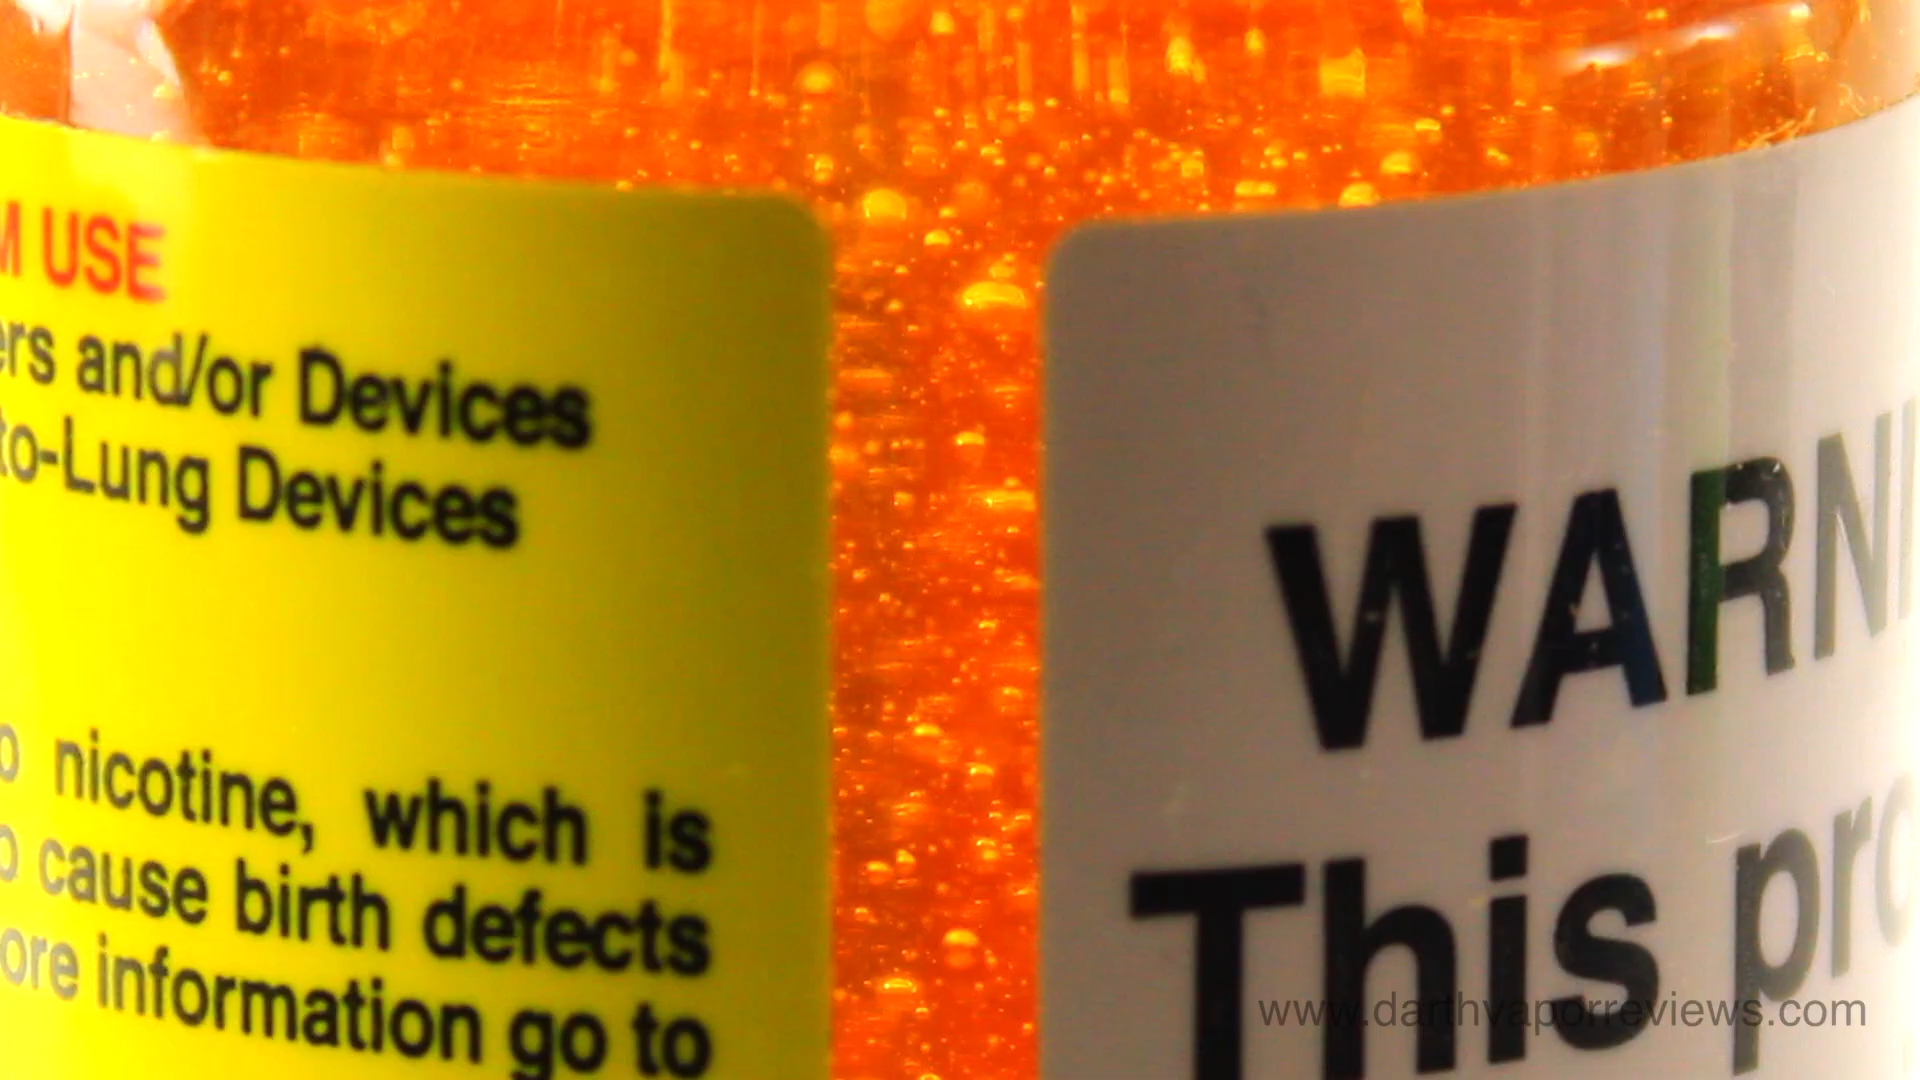 M USE
ers and/or Devices
to-Lung Devices
o nicotine, which is
o cause birth defects
ore information go to
WARNI
This pro
www.darthvaporreviews.com